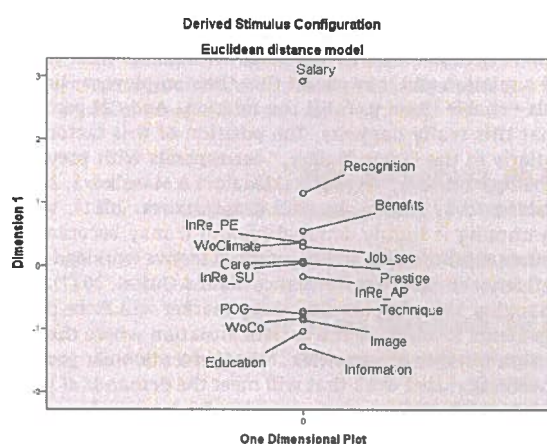 Derived Stimulus Configuration
Euclidean distance model
Salary
3
2
Recognition
1
Benefits
InRe_PE
WoClimate
Job_sec
Care
0
Prestige
InRe_SU
InRe_AP
POG
Technique
WoCo
-1
Image
Education
Information
-2
Dimension 1
0
One Dimensional Plot